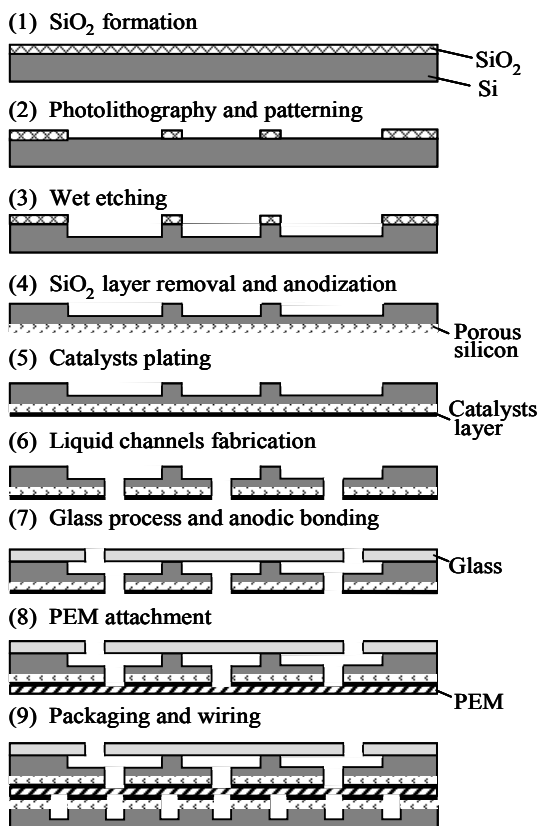 (1) SiO₂ formation
SiO₂
Si
(2) Photolithography and patterning
(3) Wet etching
(4) SiO₂ layer removal and anodization
Porous
silicon
(5) Catalysts plating
Catalysts
layer
(6) Liquid channels fabrication
(7) Glass process and anodic bonding
Glass
(8) PEM attachment
PEM
(9) Packaging and wiring